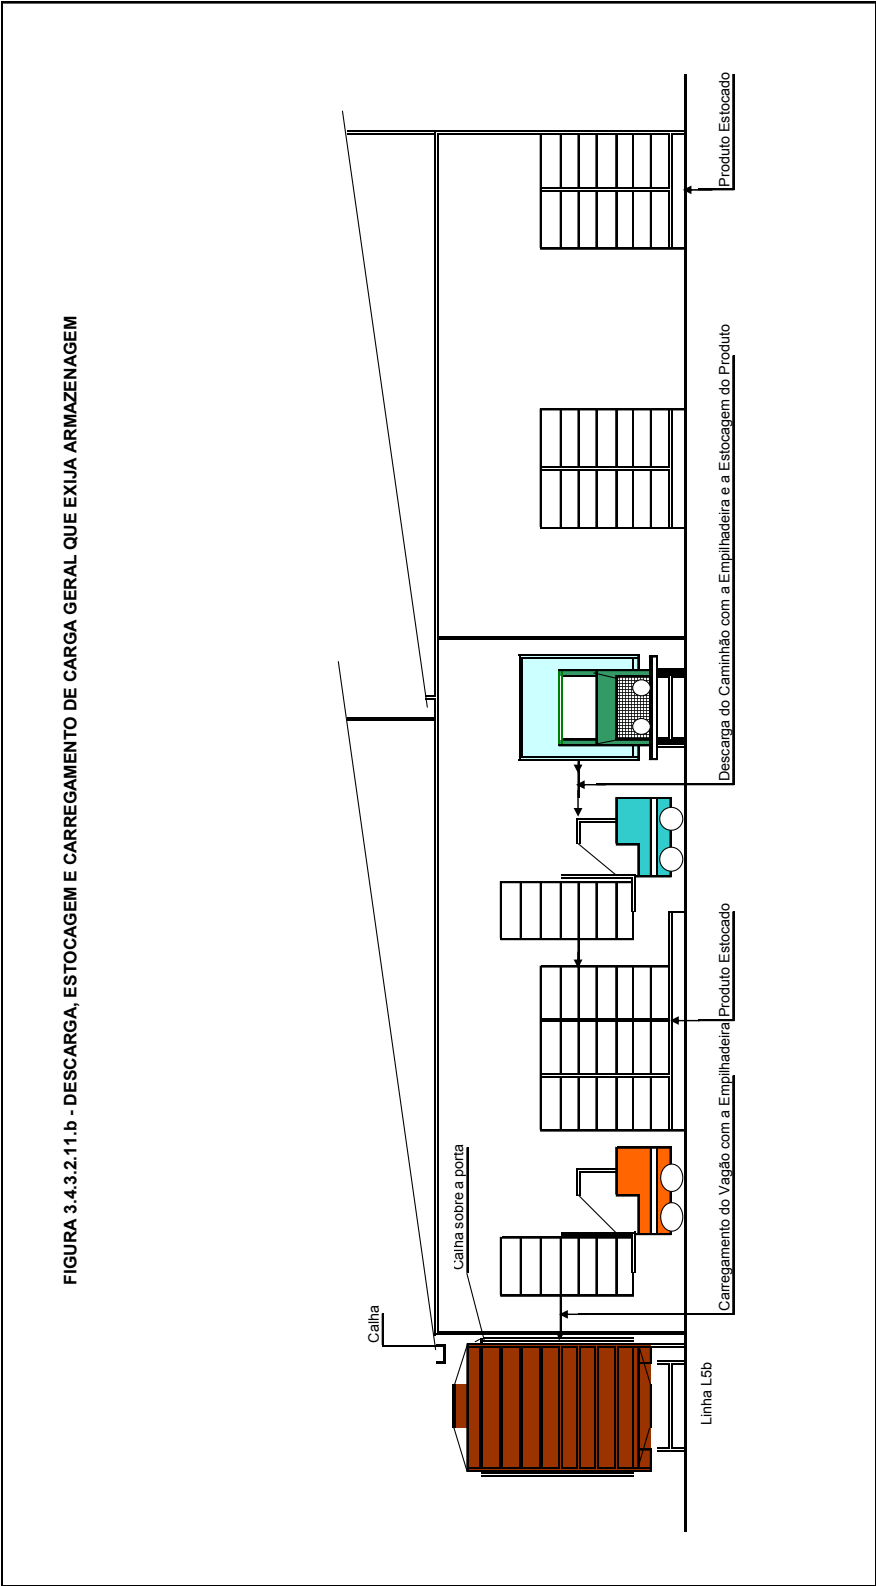 FIGURA 3.4.3.2.11.b - DESCARGA, ESTOCAGEM E CARREGAMENTO DE CARGA GERAL QUE EXIJA ARMAZENAGEM
Calha
Calha sobre a porta
Linha L5b
Carregamento do Vagão com a Empilhadeira
Produto Estocado
Descarga do Caminhão com a Empilhadeira e a Estocagem do Produto
Produto Estocado